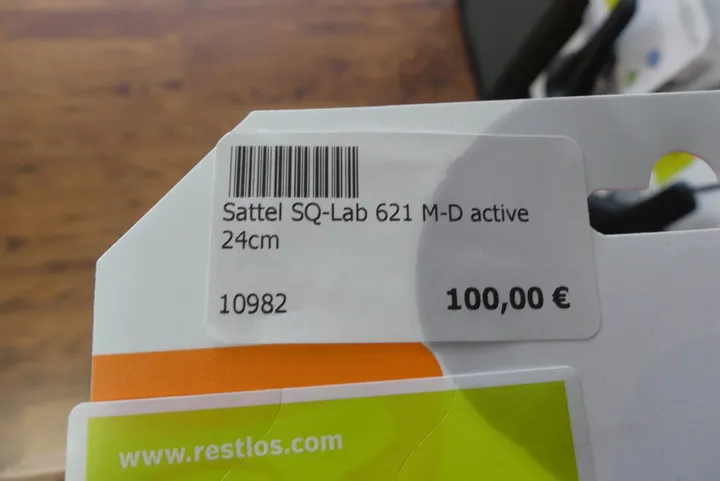 Sattel SQ-Lab 621 M-D active
24cm
10982
100,00 €
www.restlos.com